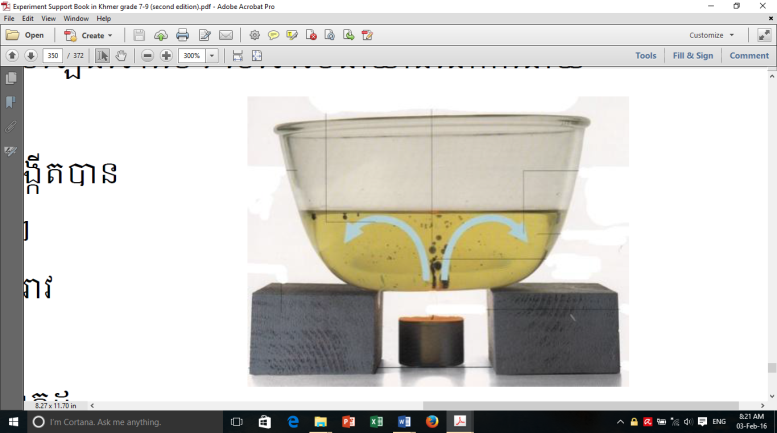 Experiment Support Book in Khmer grade 7-9 (second edition).pdf - Adobe Acrobat Pro
File Edit View Window Help
Open Create Customize
350 / 372 300% Tools Fill & Sign Comment
ង្កើតបាន
8.27 x 11.70 in
I'm Cortana. Ask me anything. ENG 8:21 AM
03-Feb-16